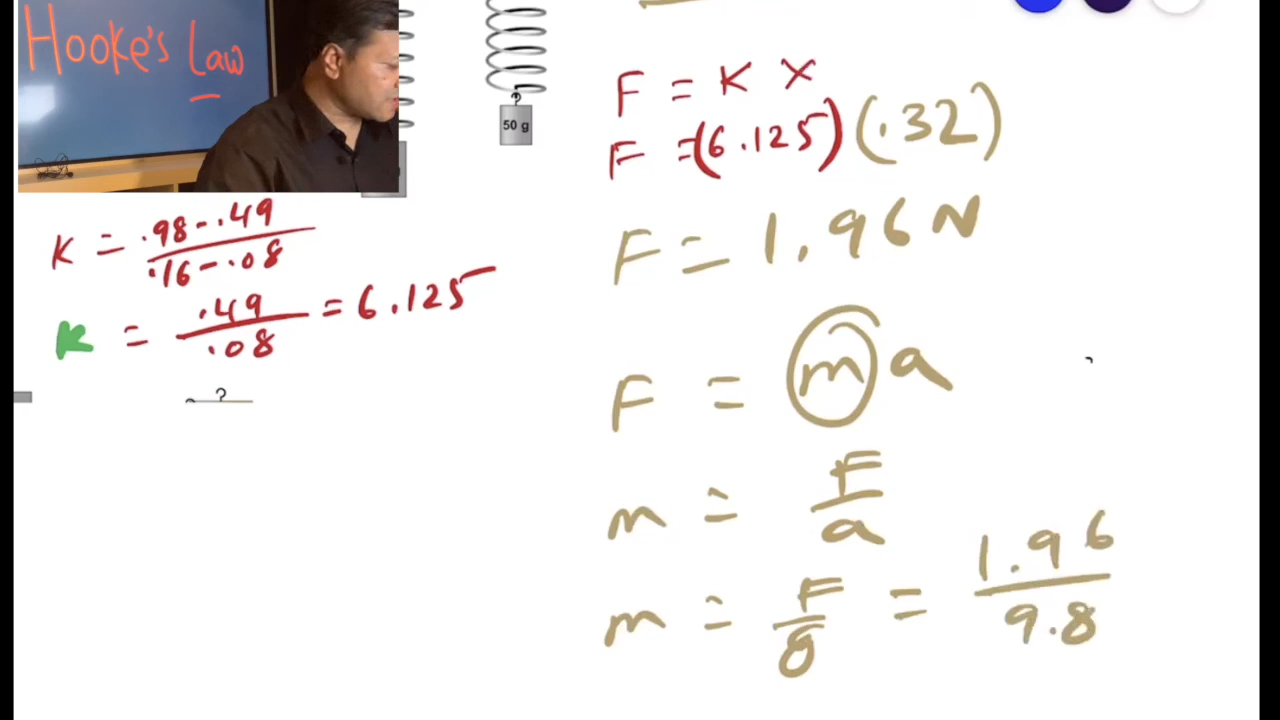 Hooke's Law
50 g
K = .98 - .49 / .16 - .08
K = .49 / .08 = 6.125
?
F = K X
F = (6.125) (.32)
F = 1.96 N
F = m a
m = F / a
m = F / g = 1.96 / 9.8